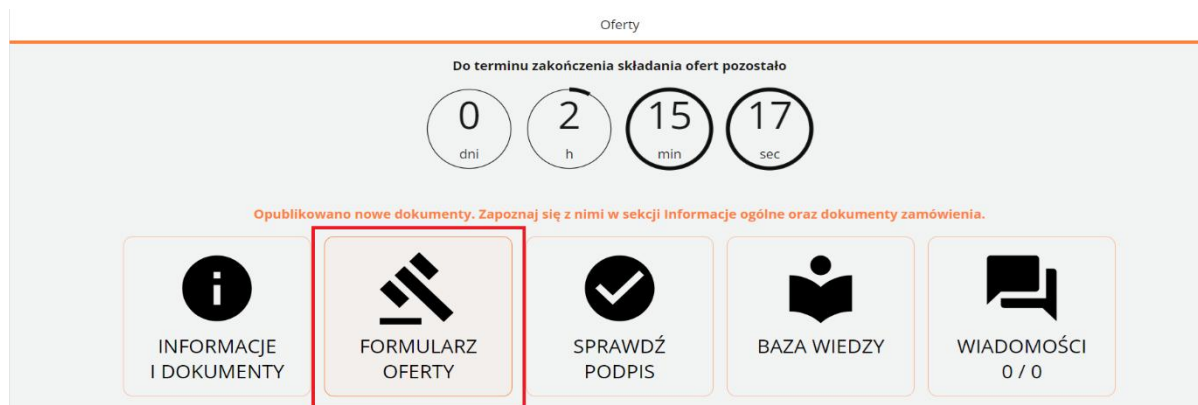 Oferty
Do terminu zakończenia składania ofert pozostało
0 2 15 17
dni h min sec
Opublikowano nowe dokumenty. Zapoznaj się z nimi w sekcji Informacje ogólne oraz dokumenty zamówienia.
INFORMACJE
I DOKUMENTY
FORMULARZ
OFERTY
SPRAWDŹ
PODPIS
BAZA WIEDZY
WIADOMOŚCI
0 / 0